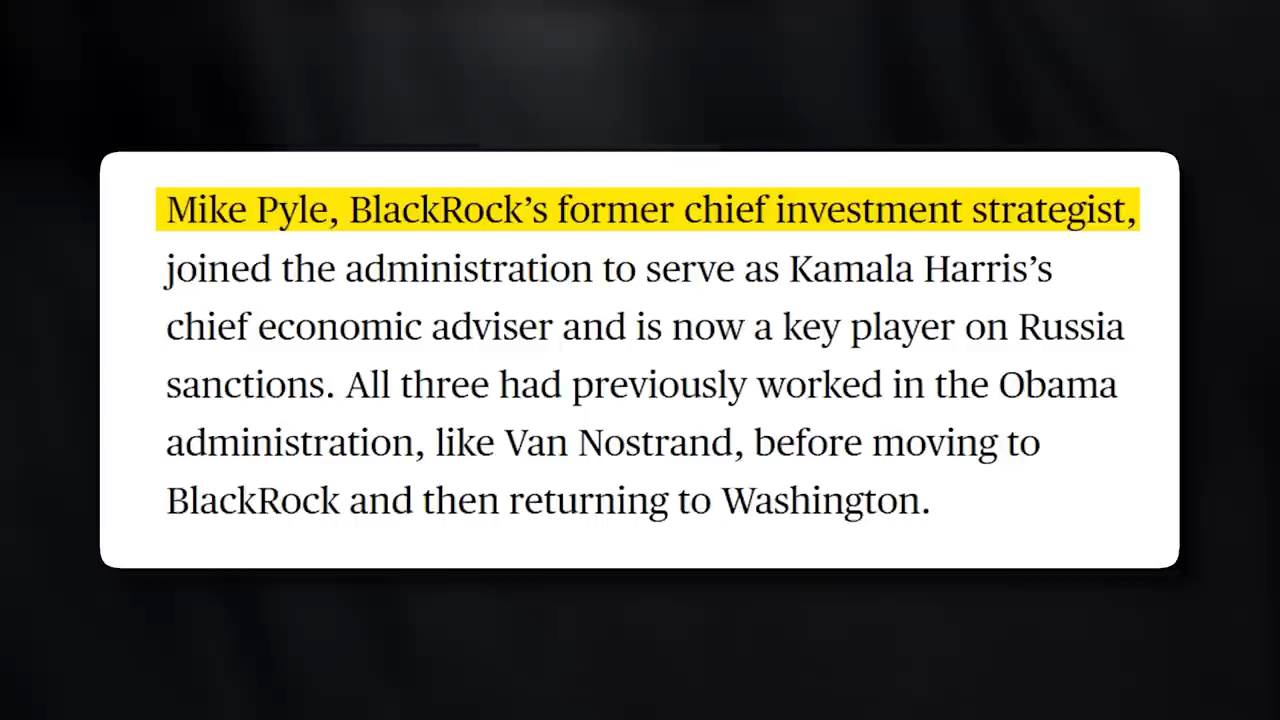 Mike Pyle, BlackRock’s former chief investment strategist,
joined the administration to serve as Kamala Harris’s
chief economic adviser and is now a key player on Russia
sanctions. All three had previously worked in the Obama
administration, like Van Nostrand, before moving to
BlackRock and then returning to Washington.